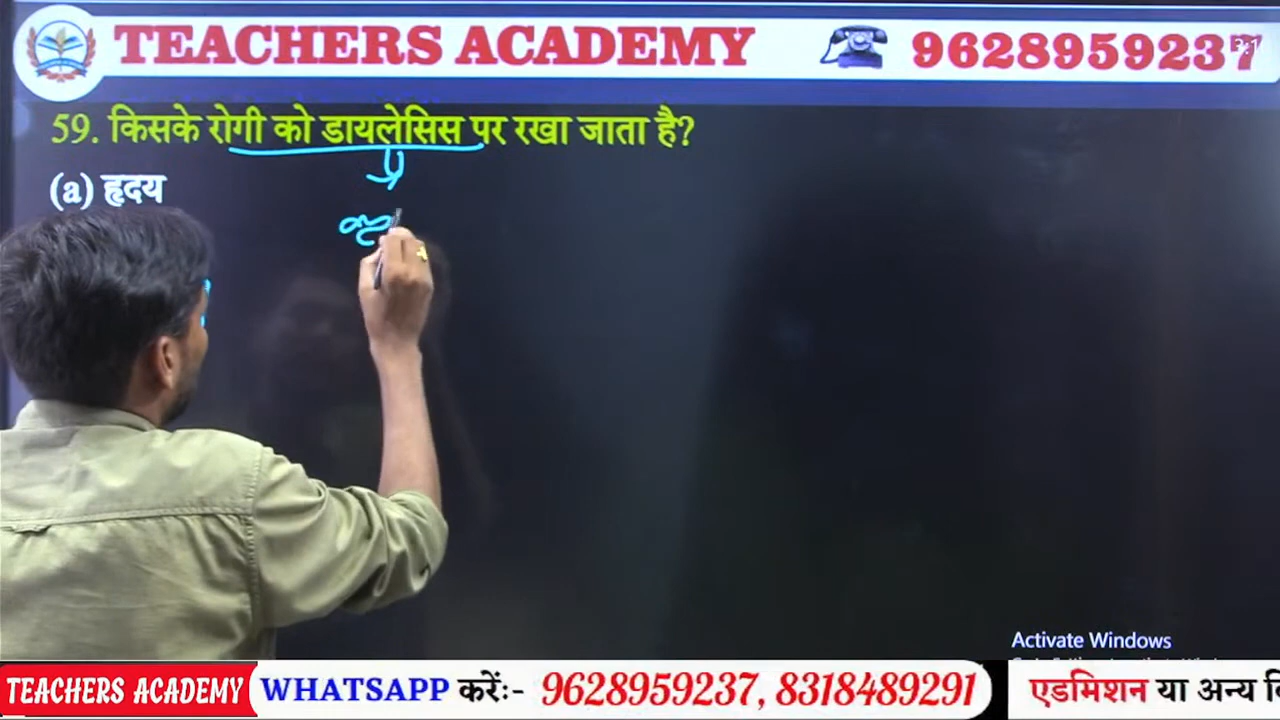 TEACHERS ACADEMY 9628959237
59. किसके रोगी को डायलेसिस पर रखा जाता है?
(a) हृदय
Activate Windows
TEACHERS ACADEMY WHATSAPP करेंः- 9628959237, 8318489291 एडमिशन या अन्य